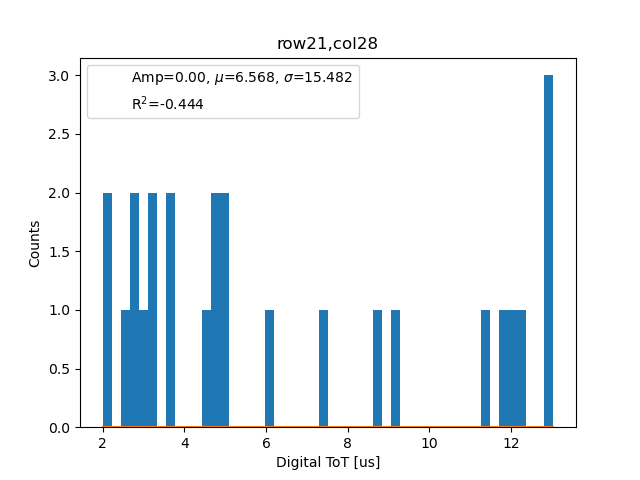 row21,col28
Amp=0.00, μ=6.568, σ=15.482
R²=-0.444
3.0
2.5
2.0
1.5
1.0
0.5
0.0
Counts
2 4 6 8 10 12
Digital ToT [us]